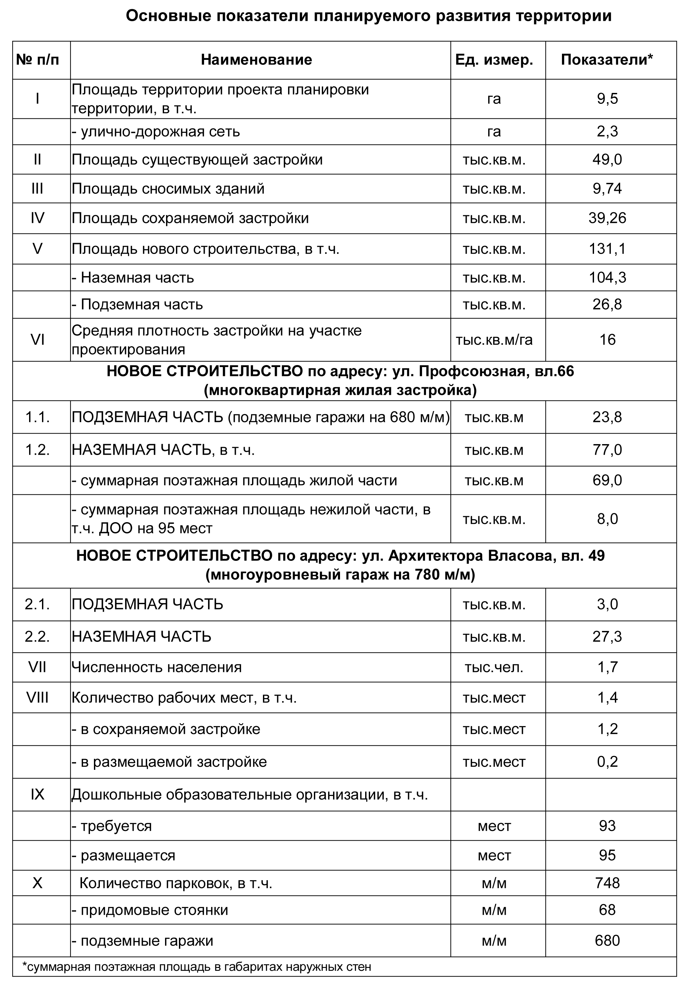 Основные показатели планируемого развития территории
№ п/п Наименование Ед. измер. Показатели*
I Площадь территории проекта планировки
территории, в т.ч. га 9,5
- улично-дорожная сеть га 2,3
II Площадь существующей застройки тыс.кв.м. 49,0
III Площадь сносимых зданий тыс.кв.м. 9,74
IV Площадь сохраняемой застройки тыс.кв.м. 39,26
V Площадь нового строительства, в т.ч. тыс.кв.м. 131,1
- Наземная часть тыс.кв.м. 104,3
- Подземная часть тыс.кв.м. 26,8
VI Средняя плотность застройки на участке
проектирования тыс.кв.м/га 16
НОВОЕ СТРОИТЕЛЬСТВО по адресу: ул. Профсоюзная, вл.66
(многоквартирная жилая застройка)
1.1. ПОДЗЕМНАЯ ЧАСТЬ (подземные гаражи на 680 м/м) тыс.кв.м 23,8
1.2. НАЗЕМНАЯ ЧАСТЬ, в т.ч. тыс.кв.м 77,0
- суммарная поэтажная площадь жилой части тыс.кв.м 69,0
- суммарная поэтажная площадь нежилой части, в
т.ч. ДОО на 95 мест тыс.кв.м. 8,0
НОВОЕ СТРОИТЕЛЬСТВО по адресу: ул. Архитектора Власова, вл. 49
(многоуровневый гараж на 780 м/м)
2.1. ПОДЗЕМНАЯ ЧАСТЬ тыс.кв.м. 3,0
2.2. НАЗЕМНАЯ ЧАСТЬ тыс.кв.м. 27,3
VII Численность населения тыс.чел. 1,7
VIII Количество рабочих мест, в т.ч. тыс.мест 1,4
- в сохраняемой застройке тыс.мест 1,2
- в размещаемой застройке тыс.мест 0,2
IX Дошкольные образовательные организации, в т.ч.
- требуется мест 93
- размещается мест 95
X Количество парковок, в т.ч. м/м 748
- придомовые стоянки м/м 68
- подземные гаражи м/м 680
*суммарная поэтажная площадь в габаритах наружных стен